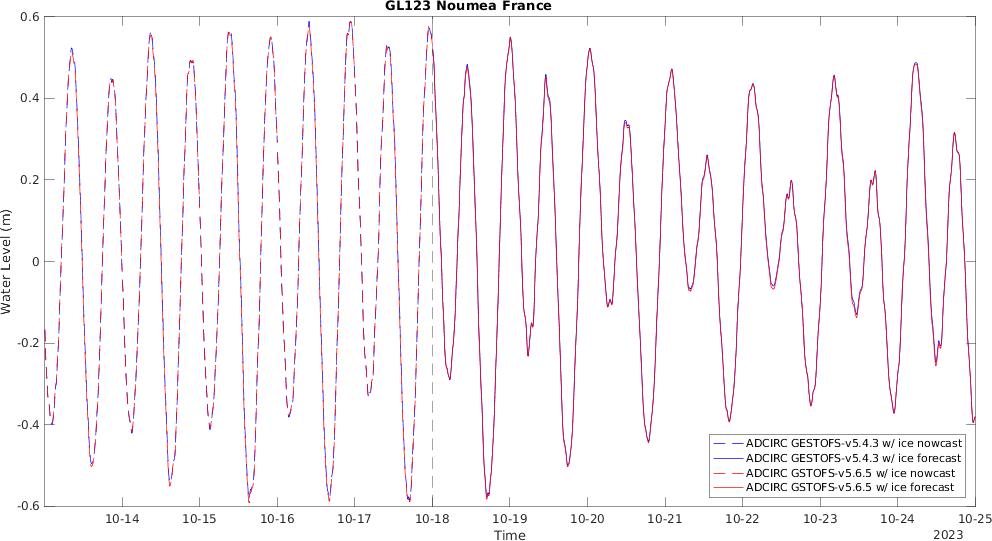 GL123 Noumea France
0.6
0.4
0.2
0
-0.2
-0.4
-0.6
Water Level (m)
ADCIRC GESTOFS-v5.4.3 w/ ice nowcast
ADCIRC GESTOFS-v5.4.3 w/ ice forecast
ADCIRC GSTOFS-v5.6.5 w/ ice nowcast
ADCIRC GSTOFS-v5.6.5 w/ ice forecast
10-14 10-15 10-16 10-17 10-18 10-19 10-20 10-21 10-22 10-23 10-24 10-25
Time
2023